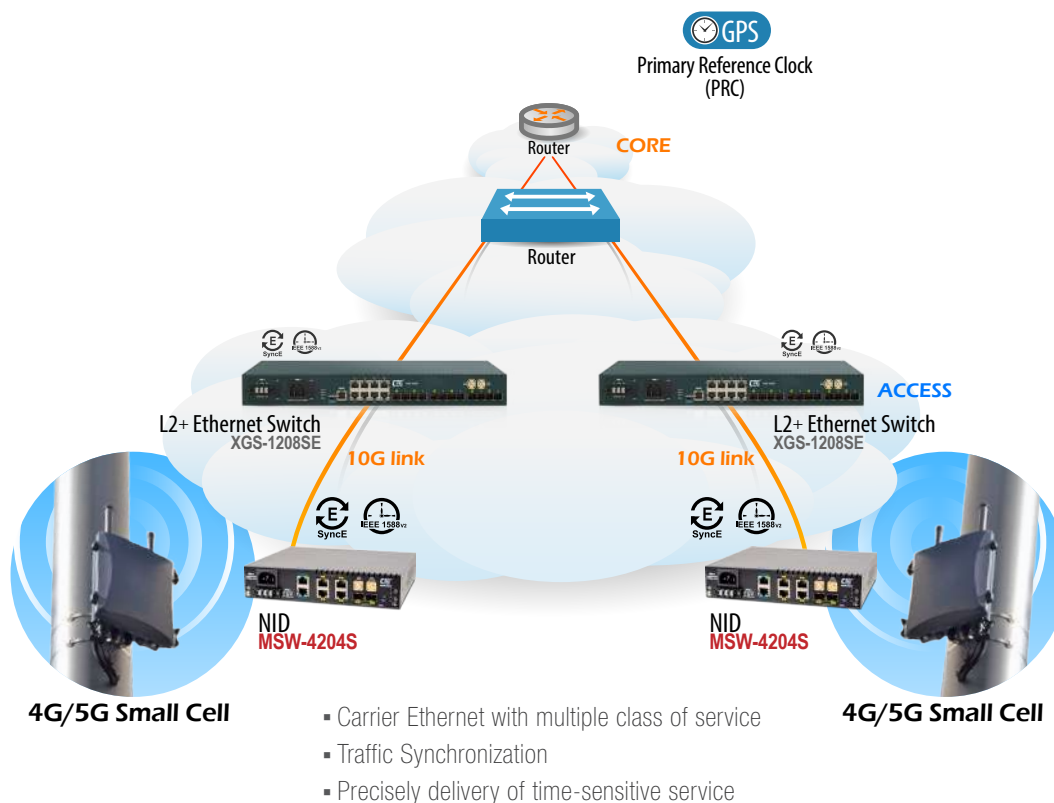 GPS
Primary Reference Clock
(PRC)
Router
CORE
Router
E
SyncE
IEEE 1588v2
E
SyncE
IEEE 1588v2
ACCESS
L2+ Ethernet Switch
XGS-1208SE
L2+ Ethernet Switch
XGS-1208SE
10G link
10G link
E
SyncE
IEEE 1588v2
E
SyncE
IEEE 1588v2
NID
MSW-4204S
NID
MSW-4204S
4G/5G Small Cell
4G/5G Small Cell
▪ Carrier Ethernet with multiple class of service
▪ Traffic Synchronization
▪ Precisely delivery of time-sensitive service